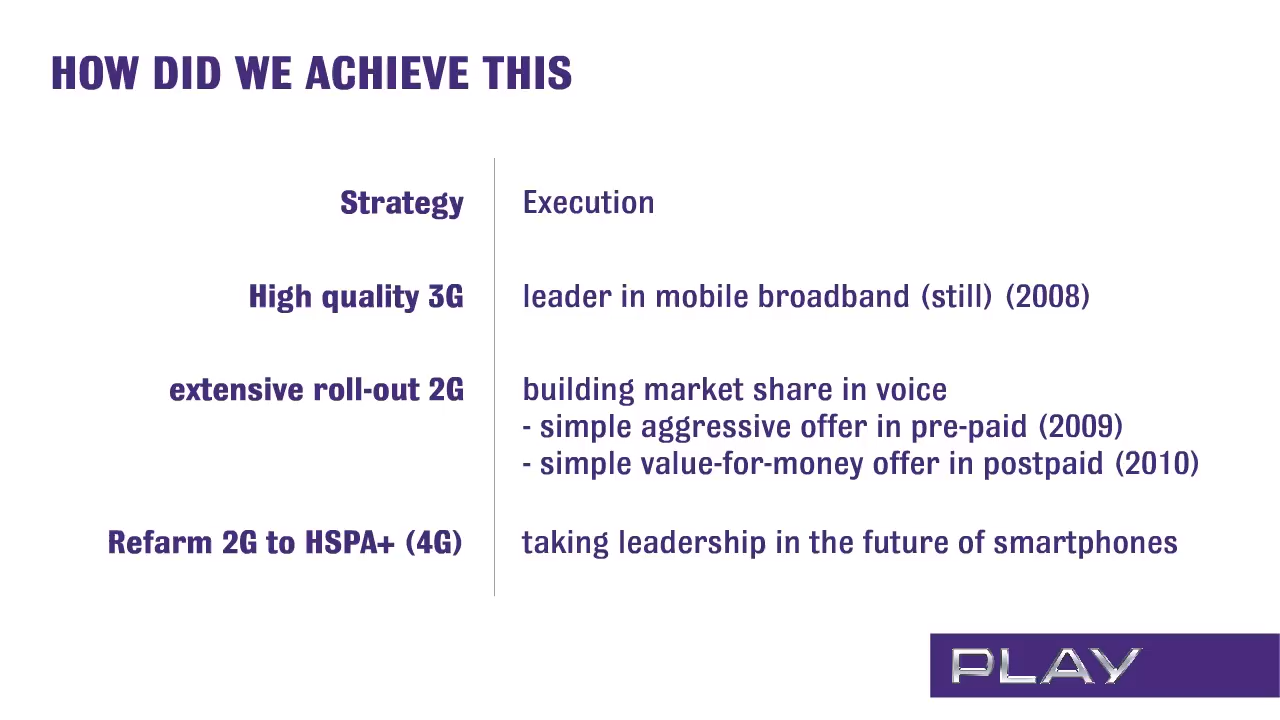 HOW DID WE ACHIEVE THIS
Strategy
Execution
High quality 3G
leader in mobile broadband (still) (2008)
extensive roll-out 2G
building market share in voice
- simple aggressive offer in pre-paid (2009)
- simple value-for-money offer in postpaid (2010)
Refarm 2G to HSPA+ (4G)
taking leadership in the future of smartphones
PLAY